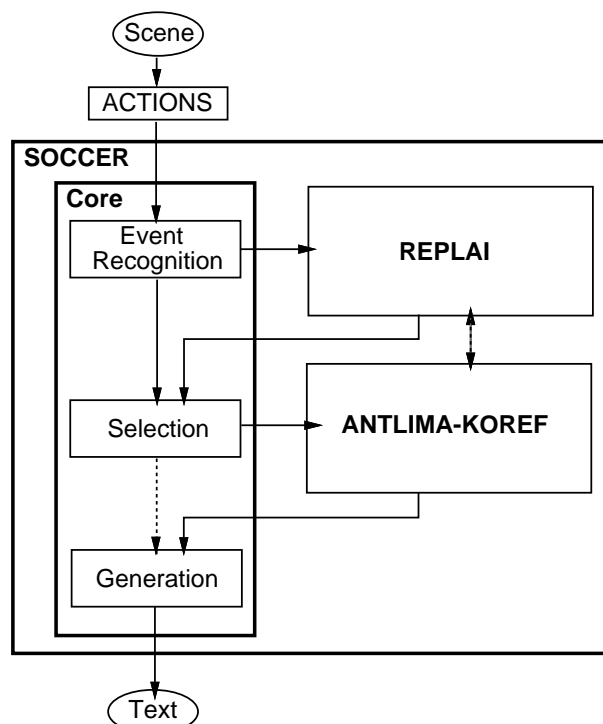 Scene
ACTIONS
SOCCER
Core
Event
Recognition
REPLAI
Selection
ANTLIMA-KOREF
Generation
Text